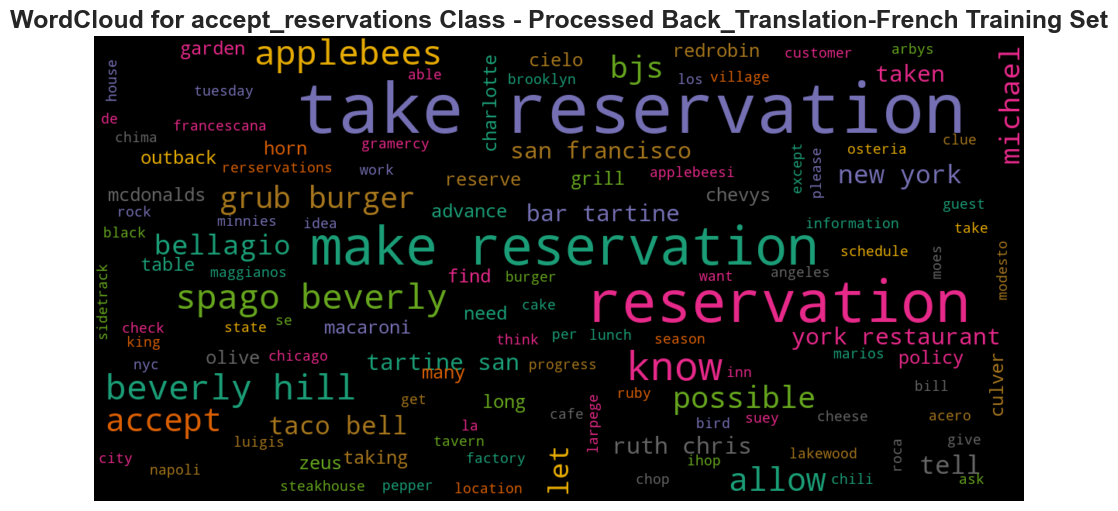 WordCloud for accept_reservations Class - Processed Back_Translation-French Training Set
garden applebees cielo redrobin customer arbys
house able brooklyn bjs los village taken michael
tuesday charlotte
de francescana take reservation
chima gramercy clue
outback horn san francisco except please osteria
rerservations work
mcdonalds grub burger reserve grill applebeesi chevys new york
rock minnies idea advance bar tartine information guest take
black bellagio make reservation schedule
table maggianos find burger want angeles moes modesto
sidetrack spago beverly cake reservation
check state se macaroni need
king think per lunch season york restaurant
nyc olive chicago tartine san progress know inn marios policy
beverly hill many ruby bill culver
get long possible
accept taco bell cafe larpege bird suey cheese acero
luigis la tavern ruth chris lakewood roca give
city napoli zeus taking factory let ihop tell
steakhouse pepper location chop allow chili ask